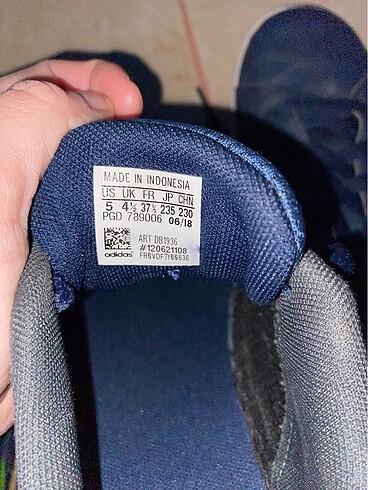 MADE IN INDONESIA
US UK FR JP CHN
5 4½ 37⅓ 235 230
PGD 789006 06/18
ART DB1936
#120621108
adidas FR0VDF7Y00636